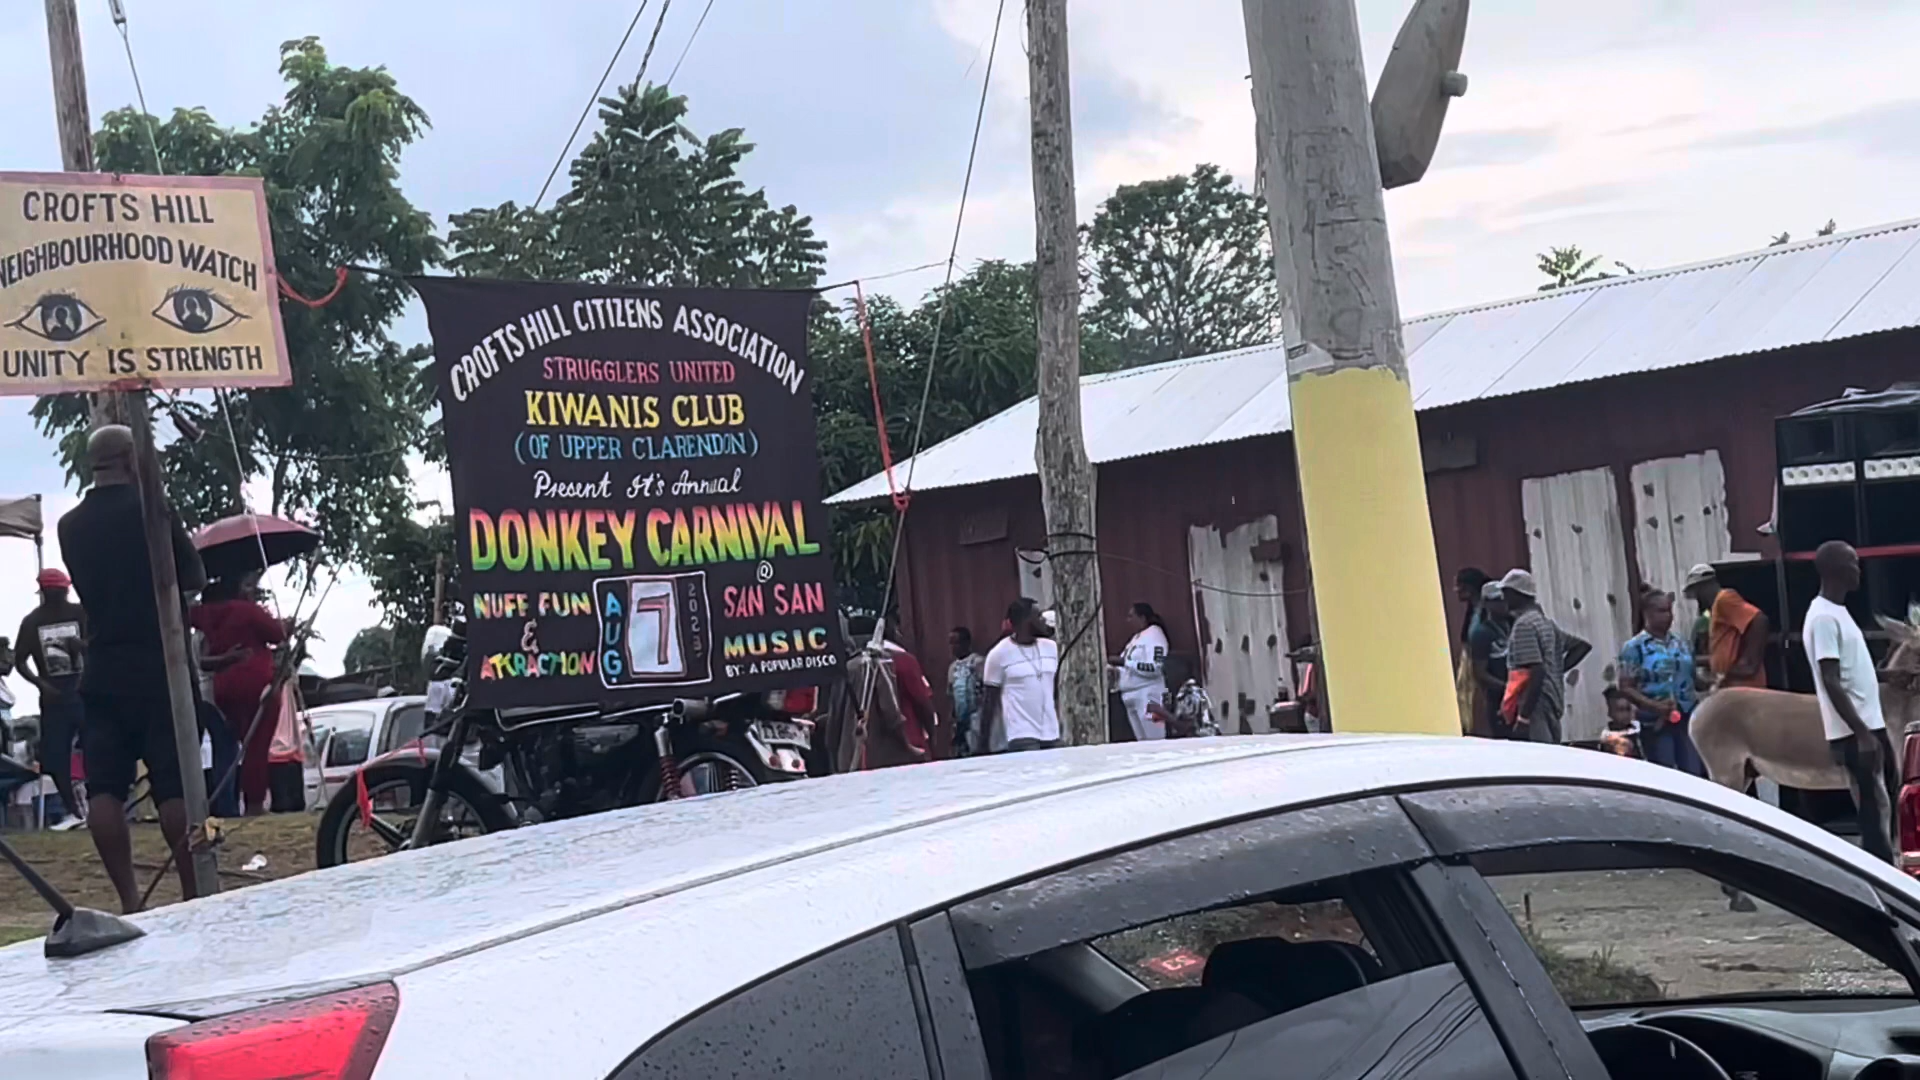 CROFTS HILL
NEIGHBOURHOOD WATCH
UNITY IS STRENGTH
CROFTS HILL CITIZENS ASSOCIATION
STRUGGLERS UNITED
KIWANIS CLUB
(OF UPPER CLARENDON)
Present It's Annual
DONKEY CARNIVAL
@
NUFF FUN
&
ATTRACTION
AUG.
7
2023
SAN SAN
MUSIC
BY: A POPULAR DISCO